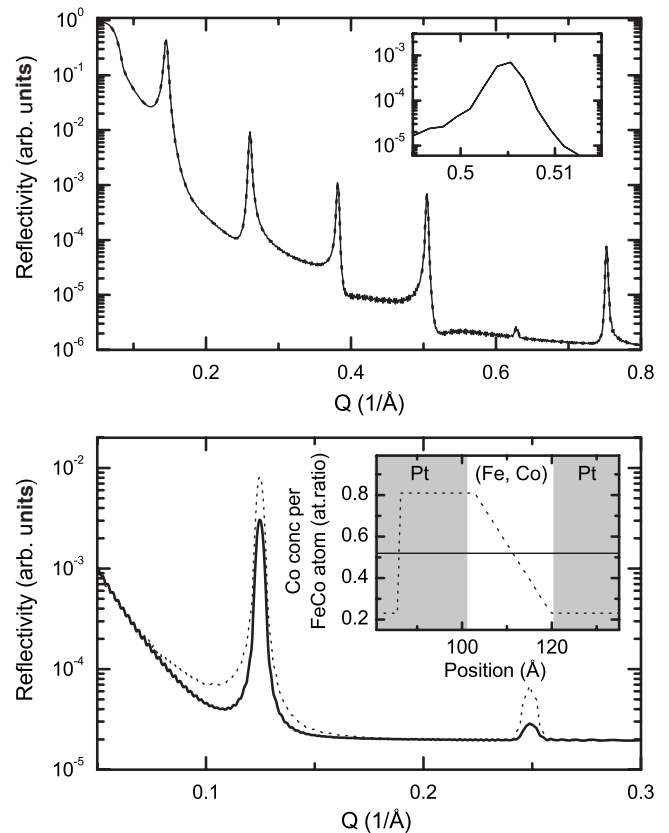 10⁰
10⁻¹
10⁻²
10⁻³
10⁻⁴
10⁻⁵
10⁻⁶
Reflectivity (arb. units)
10⁻³
10⁻⁴
10⁻⁵
0.5 0.51
0.2 0.4 0.6 0.8
Q (1/Å)
10⁻²
10⁻³
10⁻⁴
10⁻⁵
Reflectivity (arb. units)
Pt (Fe, Co) Pt
Co conc per
FeCo atom (at.ratio)
0.8
0.6
0.4
0.2
100 120
Position (Å)
0.1 0.2 0.3
Q (1/Å)